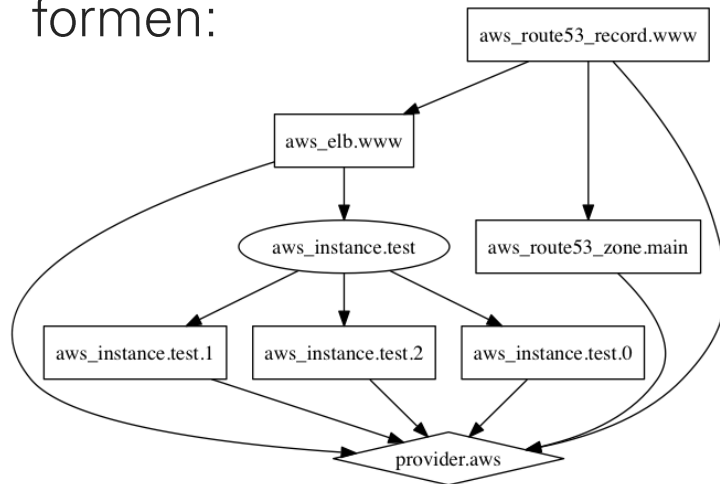 formen:
aws_route53_record.www
aws_elb.www
aws_instance.test
aws_route53_zone.main
aws_instance.test.1
aws_instance.test.2
aws_instance.test.0
provider.aws